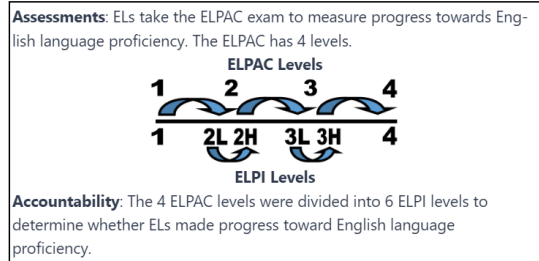 Assessments: ELs take the ELPAC exam to measure progress towards Eng-
lish language proficiency. The ELPAC has 4 levels.
ELPAC Levels
1 2 3 4
1 2L 2H 3L 3H 4
ELPI Levels
Accountability: The 4 ELPAC levels were divided into 6 ELPI levels to
determine whether ELs made progress toward English language
proficiency.